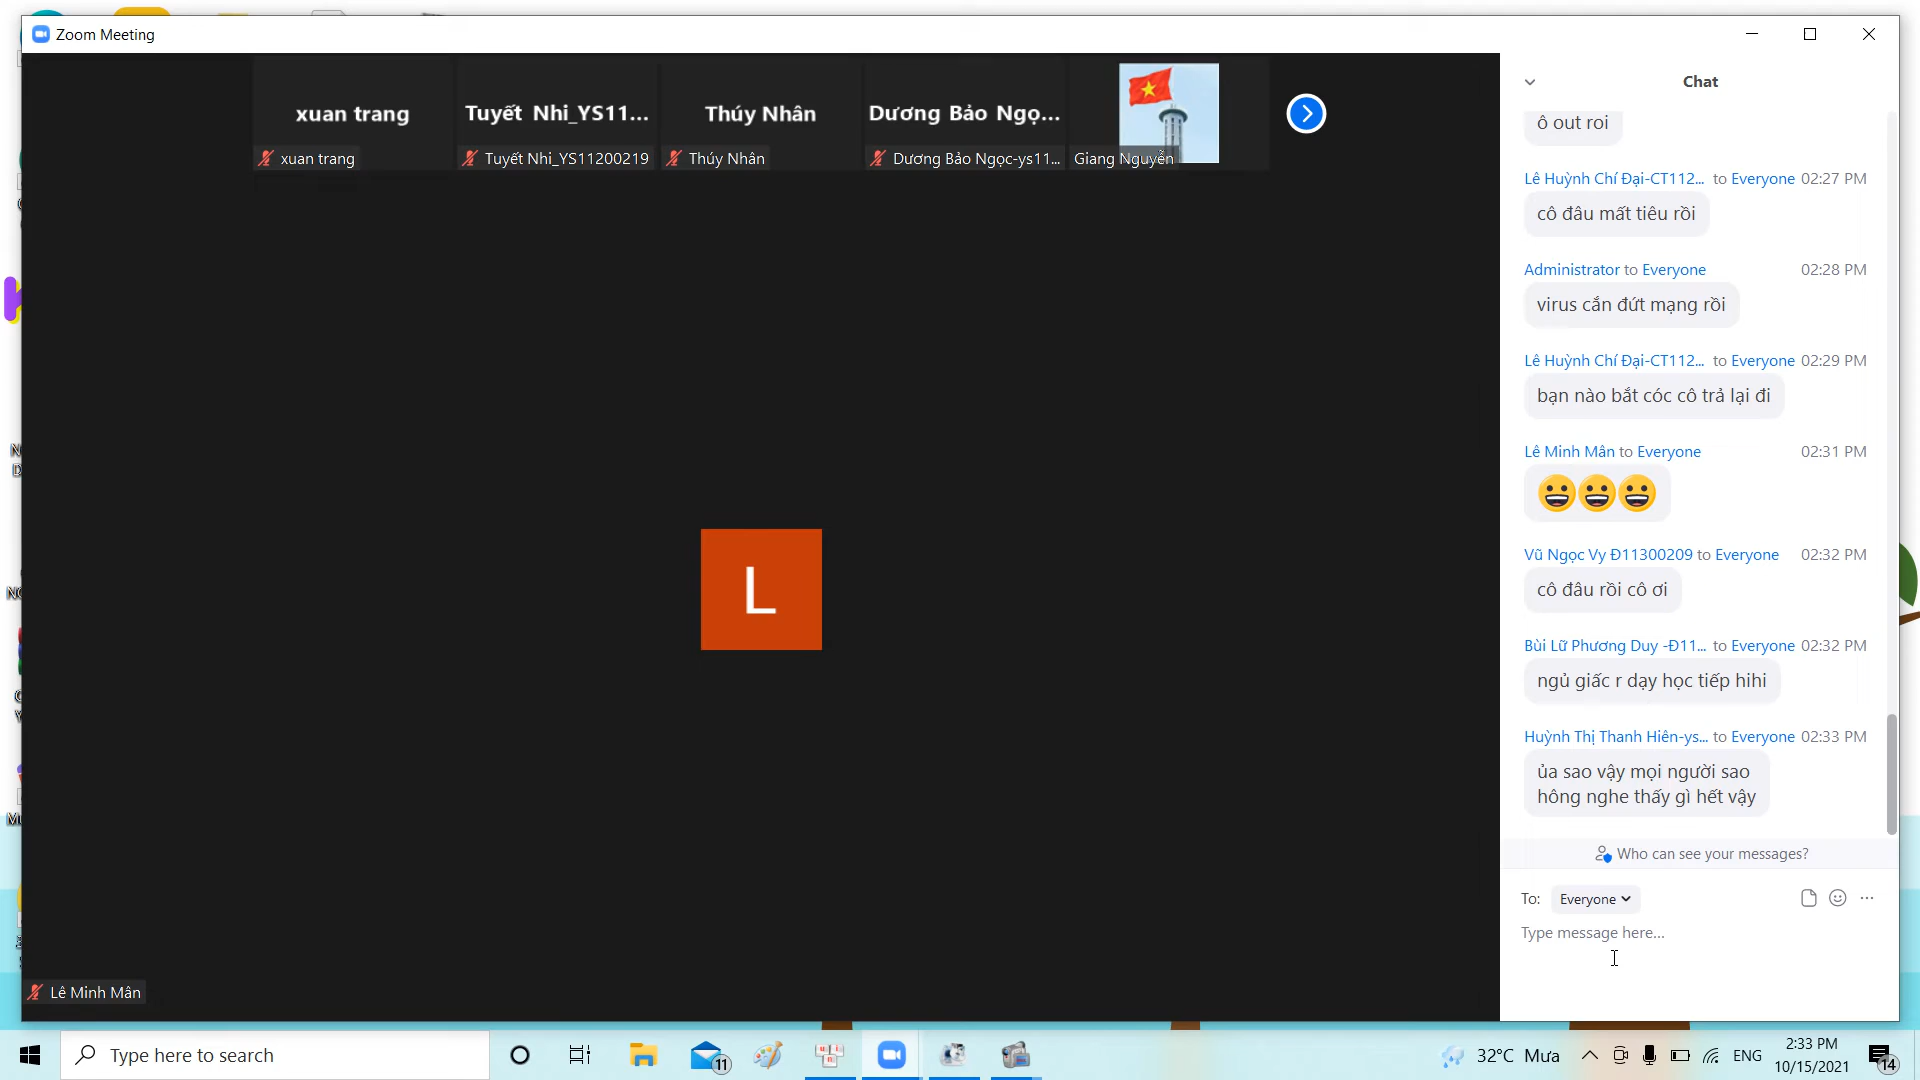 Zoom Meeting
xuan trang
Tuyết Nhi_YS11...
Thúy Nhân
Dương Bảo Ngọ...
xuan trang
Tuyết Nhi_YS11200219
Thúy Nhân
Dương Bảo Ngọc-ys11...
Giang Nguyễn
L
Lê Minh Mân
Chat
ô out roi
Lê Huỳnh Chí Đại-CT112... to Everyone 02:27 PM
cô đâu mất tiêu rồi
Administrator to Everyone 02:28 PM
virus cắn đứt mạng rồi
Lê Huỳnh Chí Đại-CT112... to Everyone 02:29 PM
bạn nào bắt cóc cô trả lại đi
Lê Minh Mân to Everyone 02:31 PM
😀😀😀
Vũ Ngọc Vy Đ11300209 to Everyone 02:32 PM
cô đâu rồi cô ơi
Bùi Lữ Phương Duy -Đ11... to Everyone 02:32 PM
ngủ giấc r dạy học tiếp hihi
Huỳnh Thị Thanh Hiên-ys... to Everyone 02:33 PM
ủa sao vậy mọi người sao
hông nghe thấy gì hết vậy
Who can see your messages?
To: Everyone
Type message here...
Type here to search
11
32°C Mưa
ENG
2:33 PM
10/15/2021
14